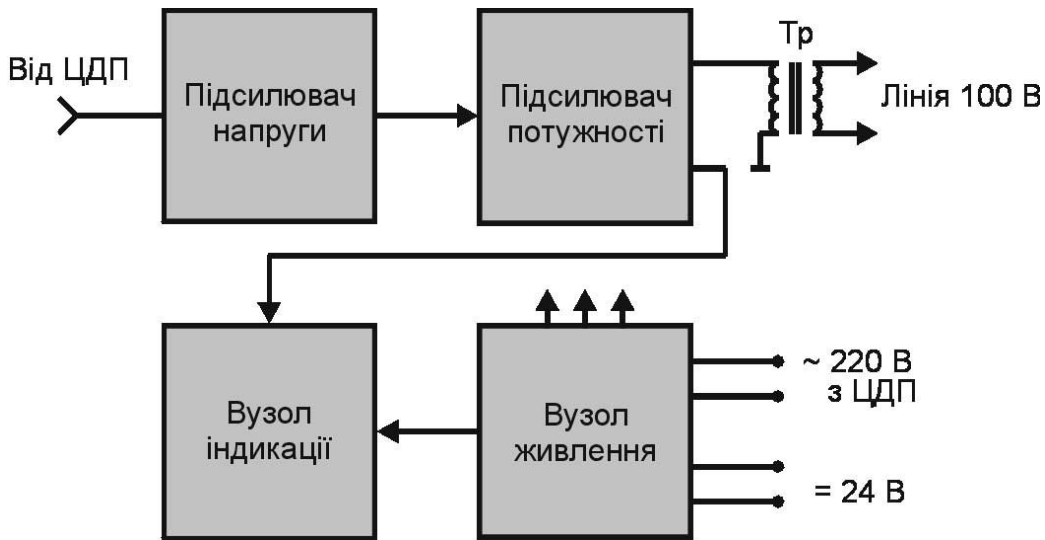 Від ЦДП
Підсилювач
напруги
Підсилювач
потужності
Тр
Лінія 100 В
Вузол
індикації
Вузол
живлення
~ 220 В
з ЦДП
= 24 В